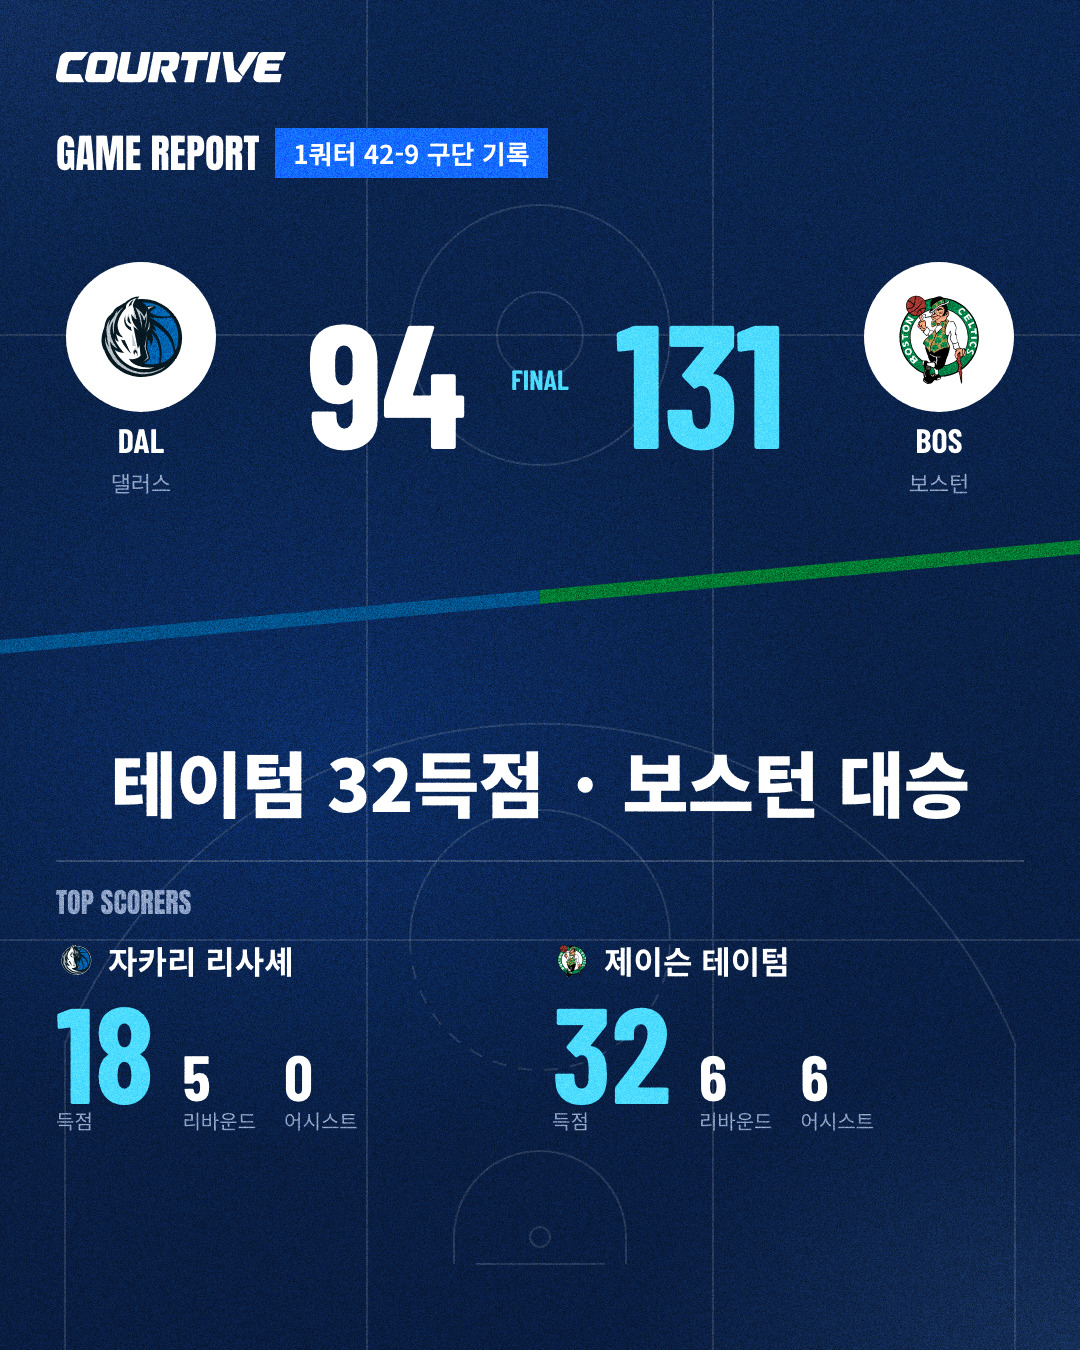 COURTIVE
GAME REPORT 1쿼터 42-9 구단 기록
94 FINAL 131
BOSTON CELTICS
DAL BOS
댈러스 보스턴
테이텀 32득점 · 보스턴 대승
TOP SCORERS
자카리 리사셰 제이슨 테이텀
18 5 0 32 6 6
득점 리바운드 어시스트 득점 리바운드 어시스트